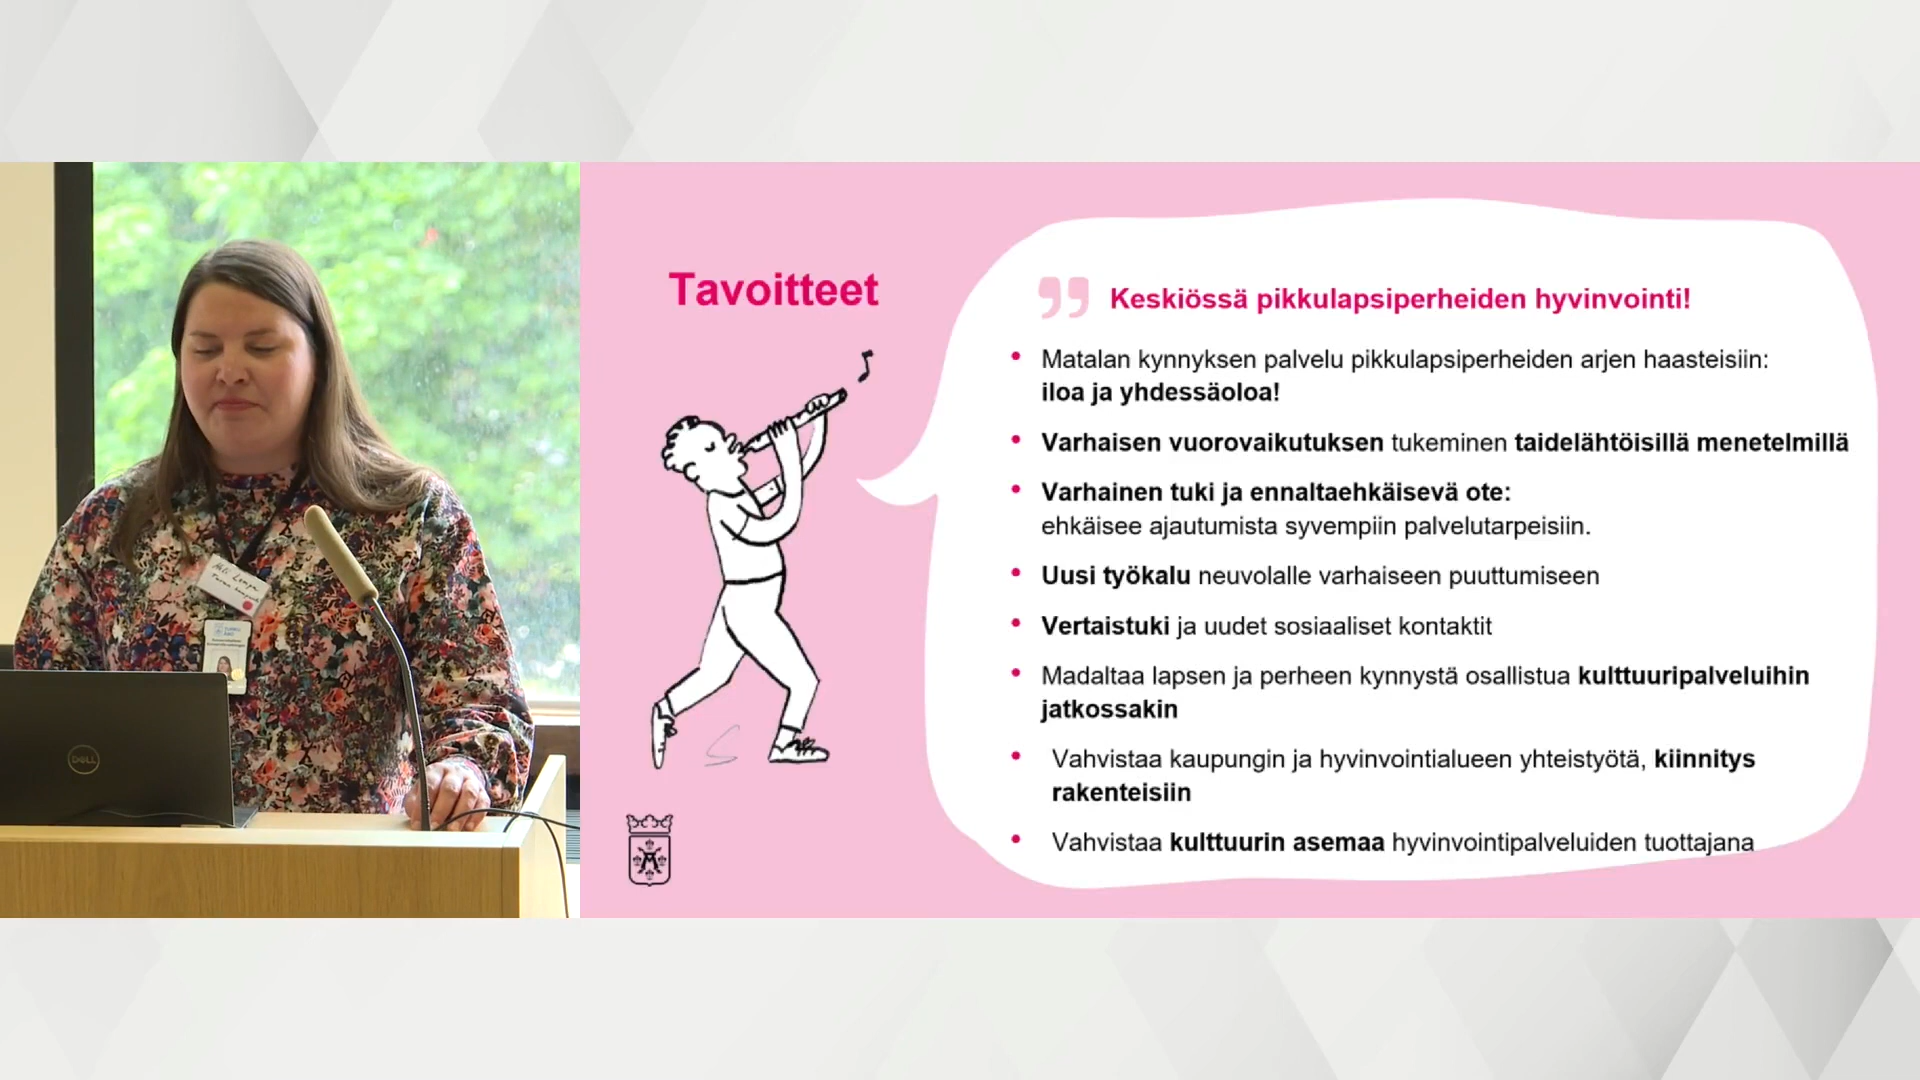 Tavoitteet
Keskiössä pikkulapsiperheiden hyvinvointi!
Matalan kynnyksen palvelu pikkulapsiperheiden arjen haasteisiin:
iloa ja yhdessäoloa!
Varhaisen vuorovaikutuksen tukeminen taidelähtöisillä menetelmillä
Varhainen tuki ja ennaltaehkäisevä ote:
ehkäisee ajautumista syvempiin palvelutarpeisiin.
Uusi työkalu neuvolalle varhaiseen puuttumiseen
Vertaistuki ja uudet sosiaaliset kontaktit
Madaltaa lapsen ja perheen kynnystä osallistua kulttuuripalveluihin
jatkossakin
Vahvistaa kaupungin ja hyvinvointialueen yhteistyötä, kiinnitys
rakenteisiin
Vahvistaa kulttuurin asemaa hyvinvointipalveluiden tuottajana
DELL